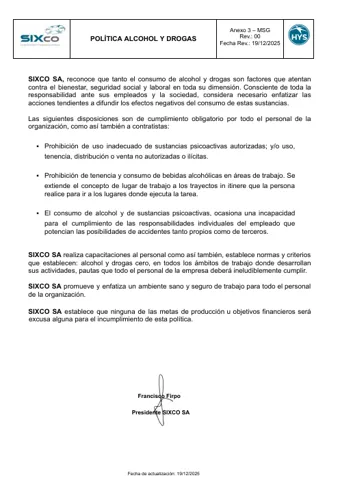 SIXCO
POLÍTICA ALCOHOL Y DROGAS
Anexo 3 – MSG
Rev.: 00
Fecha Rev.: 19/12/2025
HYS
SIXCO SA, reconoce que tanto el consumo de alcohol y drogas son factores que atentan
contra el bienestar, seguridad social y laboral en toda su dimensión. Consciente de toda la
responsabilidad ante sus empleados y la sociedad, considera necesario enfatizar las
acciones tendientes a difundir los efectos negativos del consumo de estas sustancias.
Las siguientes disposiciones son de cumplimiento obligatorio por todo el personal de la
organización, como así también a contratistas:
• Prohibición de uso inadecuado de sustancias psicoactivas autorizadas; y/o uso,
tenencia, distribución o venta no autorizadas o ilícitas.
• Prohibición de tenencia y consumo de bebidas alcohólicas en áreas de trabajo. Se
extiende el concepto de lugar de trabajo a los trayectos in itinere que la persona
realice para ir a los lugares donde ejecuta la tarea.
• El consumo de alcohol y de sustancias psicoactivas, ocasiona una incapacidad
para el cumplimiento de las responsabilidades individuales del empleado que
potencian las posibilidades de accidentes tanto propios como de terceros.
SIXCO SA realiza capacitaciones al personal como así también, establece normas y criterios
que establecen: alcohol y drogas cero, en todos los ámbitos de trabajo donde desarrollan
sus actividades, pautas que todo el personal de la empresa deberá ineludiblemente cumplir.
SIXCO SA promueve y enfatiza un ambiente sano y seguro de trabajo para todo el personal
de la organización.
SIXCO SA establece que ninguna de las metas de producción u objetivos financieros será
excusa alguna para el incumplimiento de esta política.
Francisco Firpo
Presidente SIXCO SA
Fecha de actualización: 19/12/2025